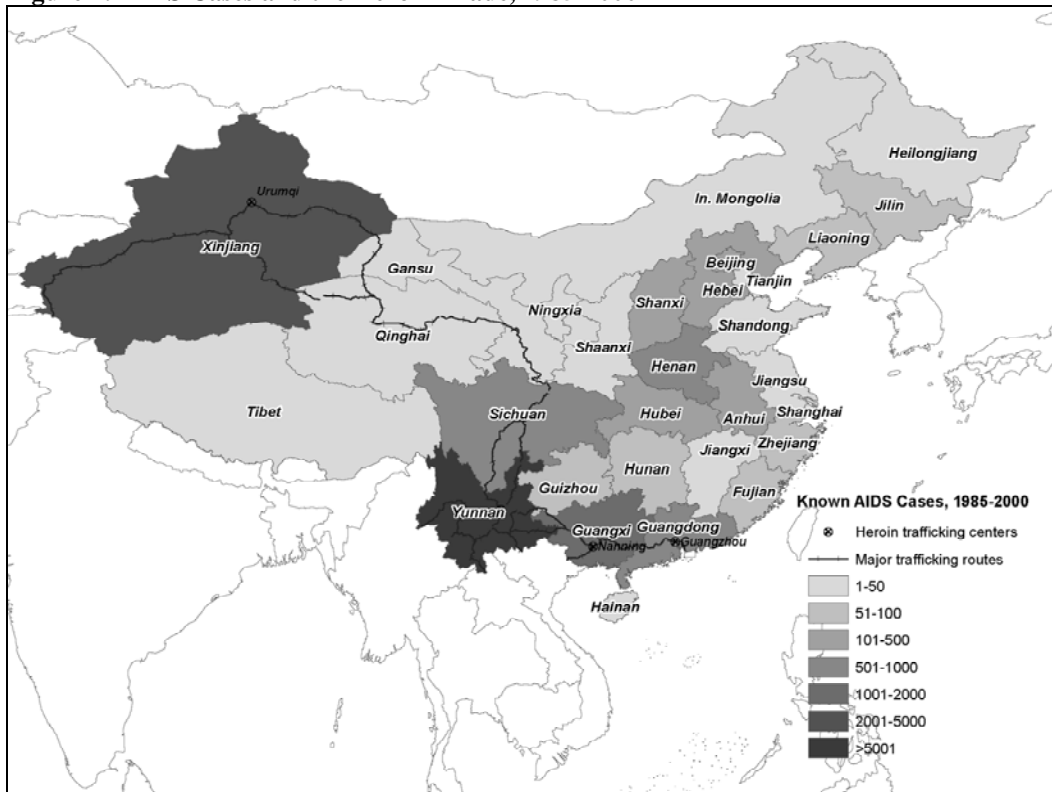 Heilongjiang
In. Mongolia
Jilin
Liaoning
Urumqi
Xinjiang
Gansu
Beijing
Tianjin
Hebei
Shanxi
Ningxia
Shandong
Qinghai
Shaanxi
Henan
Jiangsu
Tibet
Sichuan
Hubei
Anhui
Shanghai
Zhejiang
Jiangxi
Hunan
Guizhou
Fujian
Yunnan
Guangxi
Guangdong
Nanning
Guangzhou
Hainan
Known AIDS Cases, 1985-2000
Heroin trafficking centers
Major trafficking routes
1-50
51-100
101-500
501-1000
1001-2000
2001-5000
>5001